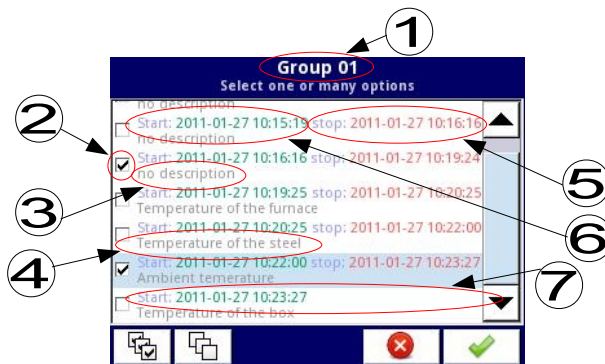 1
Group 01
Select one or many options
no description
Start: 2011-01-27 10:15:19 stop: 2011-01-27 10:16:16
no description
2
Start: 2011-01-27 10:16:16 stop: 2011-01-27 10:19:24
no description
5
3
Start: 2011-01-27 10:19:25 stop: 2011-01-27 10:20:25
Temperature of the furnace
6
Start: 2011-01-27 10:20:25 stop: 2011-01-27 10:22:00
Temperature of the steel
4
Start: 2011-01-27 10:22:00 stop: 2011-01-27 10:23:27
Ambient temerature
7
Start: 2011-01-27 10:23:27
Temperature of the box